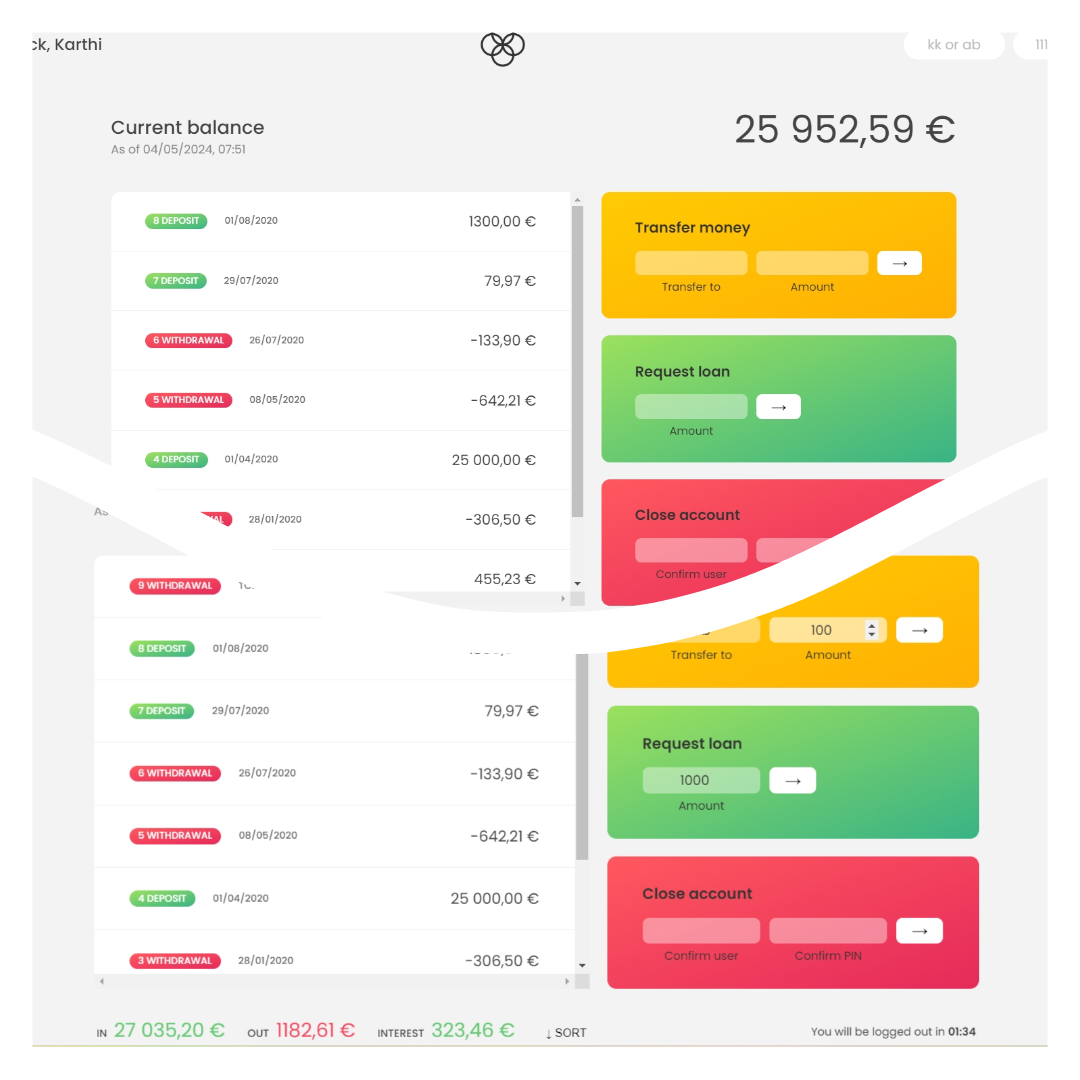 ck, Karthi
kk or ab
111
Current balance
As of 04/05/2024, 07:51
25 952,59 €
8 DEPOSIT 01/08/2020 1300,00 €
7 DEPOSIT 29/07/2020 79,97 €
6 WITHDRAWAL 26/07/2020 -133,90 €
5 WITHDRAWAL 08/05/2020 -642,21 €
4 DEPOSIT 01/04/2020 25 000,00 €
28/01/2020 -306,50 €
455,23 €
Transfer money
→
Transfer to Amount
Request loan
→
Amount
Close account
Confirm user
As
9 WITHDRAWAL
8 DEPOSIT 01/08/2020
7 DEPOSIT 29/07/2020 79,97 €
6 WITHDRAWAL 26/07/2020 -133,90 €
5 WITHDRAWAL 08/05/2020 -642,21 €
4 DEPOSIT 01/04/2020 25 000,00 €
3 WITHDRAWAL 28/01/2020 -306,50 €
100 →
Transfer to Amount
Request loan
1000 →
Amount
Close account
→
Confirm user Confirm PIN
IN 27 035,20 € OUT 1182,61 € INTEREST 323,46 € ↓ SORT
You will be logged out in 01:34